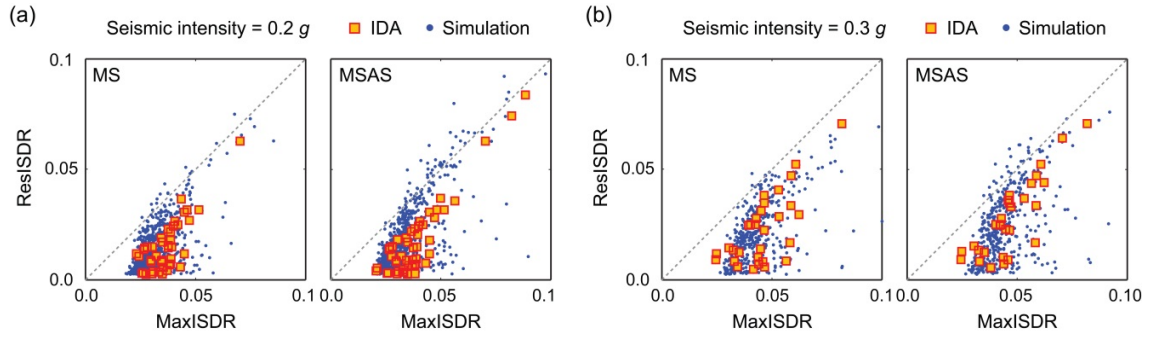 (a)
Seismic intensity = 0.2 g IDA Simulation
0.1
MS
MSAS
ResISDR
0.05
0.0
0.0 0.05 0.1 0.0 0.05 0.1
MaxISDR MaxISDR
(b)
Seismic intensity = 0.3 g IDA Simulation
0.1
MS
MSAS
ResISDR
0.05
0.0
0.0 0.05 0.1 0.0 0.05 0.10
MaxISDR MaxISDR